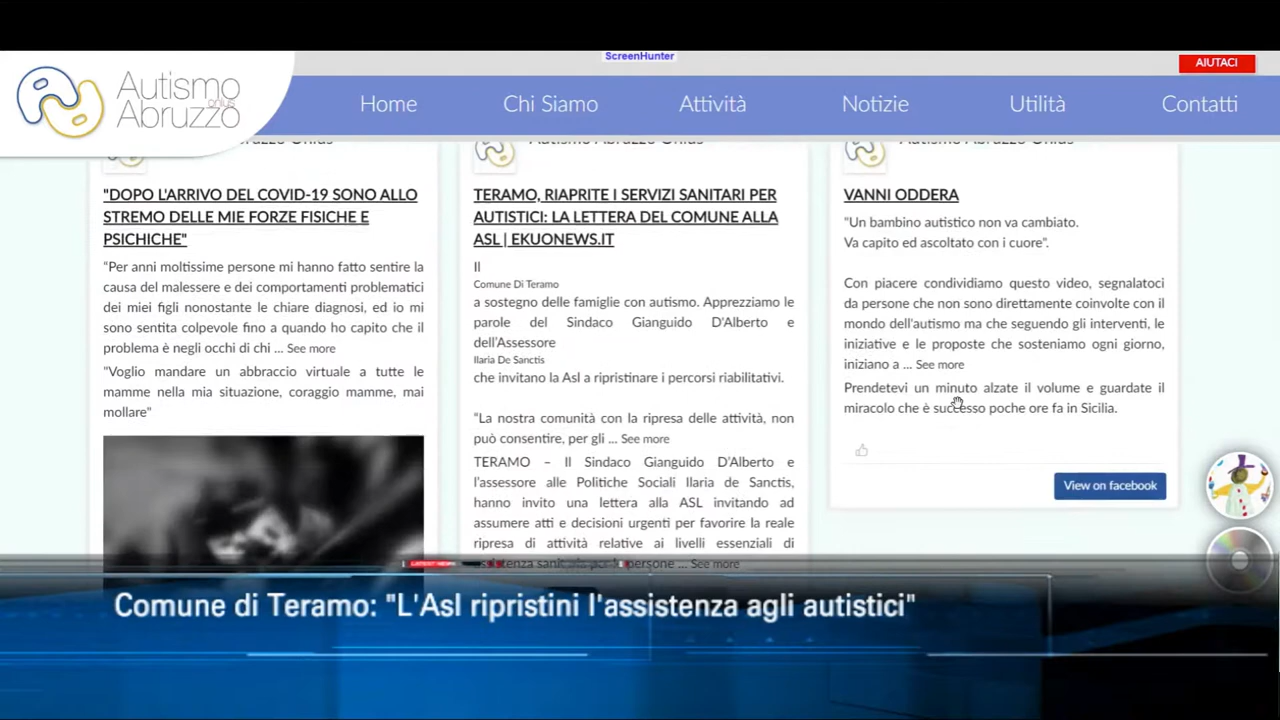 ScreenHunter
AIUTACI
Autismo
onlus
Abruzzo
Home
Chi Siamo
Attività
Notizie
Utilità
Contatti
"DOPO L'ARRIVO DEL COVID-19 SONO ALLO
STREMO DELLE MIE FORZE FISICHE E
PSICHICHE"
“Per anni moltissime persone mi hanno fatto sentire la
causa del malessere e dei comportamenti problematici
dei miei figli nonostante le chiare diagnosi, ed io mi
sono sentita colpevole fino a quando ho capito che il
problema è negli occhi di chi ... See more
"Voglio mandare un abbraccio virtuale a tutte le
mamme nella mia situazione, coraggio mamme, mai
mollare”
TERAMO, RIAPRITE I SERVIZI SANITARI PER
AUTISTICI: LA LETTERA DEL COMUNE ALLA
ASL | EKUONEWS.IT
Il
Comune Di Teramo
a sostegno delle famiglie con autismo. Apprezziamo le
parole del Sindaco Gianguido D'Alberto e
dell’Assessore
Ilaria De Sanctis
che invitano la Asl a ripristinare i percorsi riabilitativi.
“La nostra comunità con la ripresa delle attività, non
può consentire, per gli ... See more
TERAMO – Il Sindaco Gianguido D’Alberto e
l’assessore alle Politiche Sociali Ilaria de Sanctis,
hanno invito una lettera alla ASL invitando ad
assumere atti e decisioni urgenti per favorire la reale
ripresa di attività relative ai livelli essenziali di
persone ... See more
VANNI ODDERA
“Un bambino autistico non va cambiato.
Va capito ed ascoltato con i cuore”.
Con piacere condividiamo questo video, segnalatoci
da persone che non sono direttamente coinvolte con il
mondo dell'autismo ma che seguendo gli interventi, le
iniziative e le proposte che sosteniamo ogni giorno,
iniziano a ... See more
Prendetevi un minuto alzate il volume e guardate il
miracolo che è successo poche ore fa in Sicilia.
View on facebook
LATEST NEWS
Comune di Teramo: "L'Asl ripristini l'assistenza agli autistici"